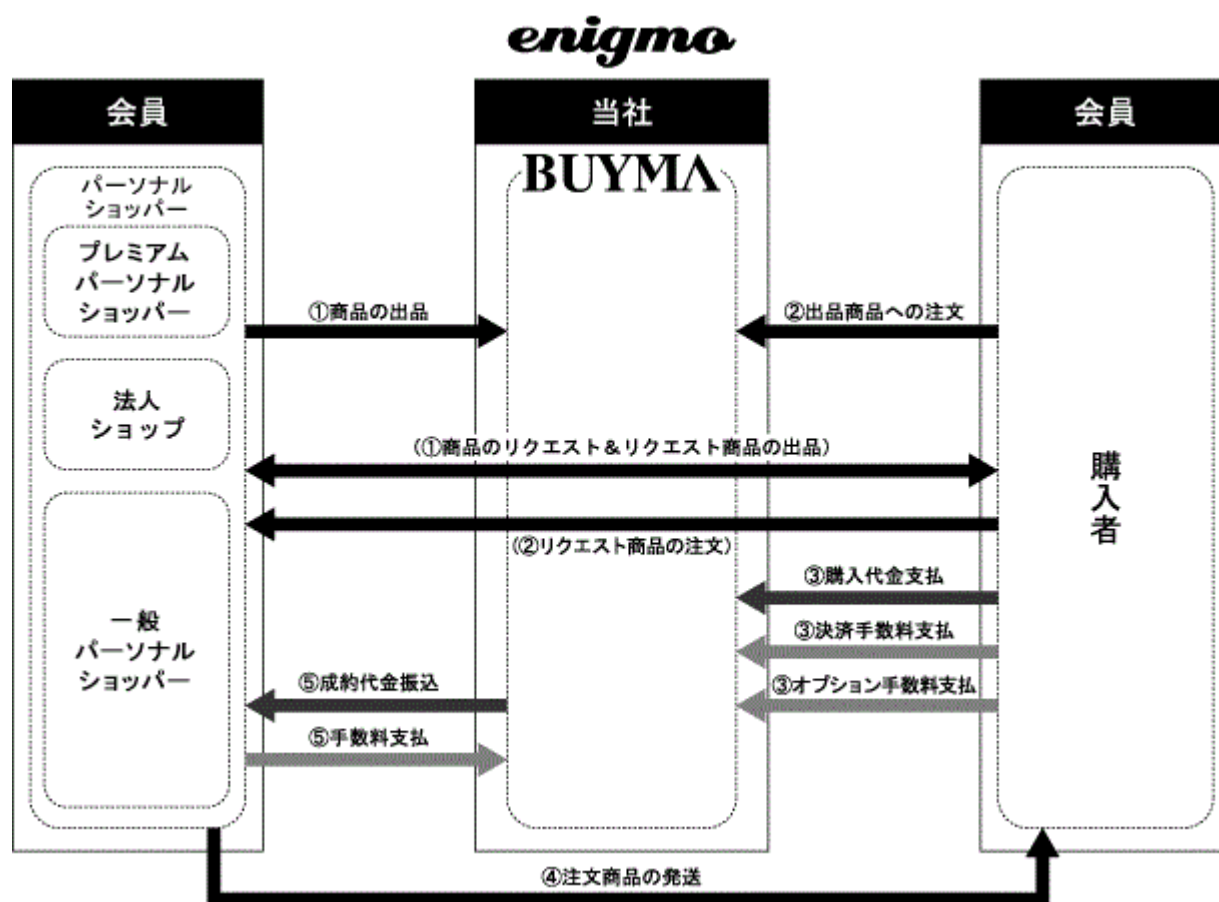 enigmo
会員
当社
会員
BUYMA
パーソナル
ショッパー
プレミアム
パーソナル
ショッパー
①商品の出品
②出品商品への注文
法人
ショップ
(①商品のリクエスト&リクエスト商品の出品)
購入者
(②リクエスト商品の注文)
③購入代金支払
一般
パーソナル
ショッパー
③決済手数料支払
⑤成約代金振込
③オプション手数料支払
⑤手数料支払
④注文商品の発送